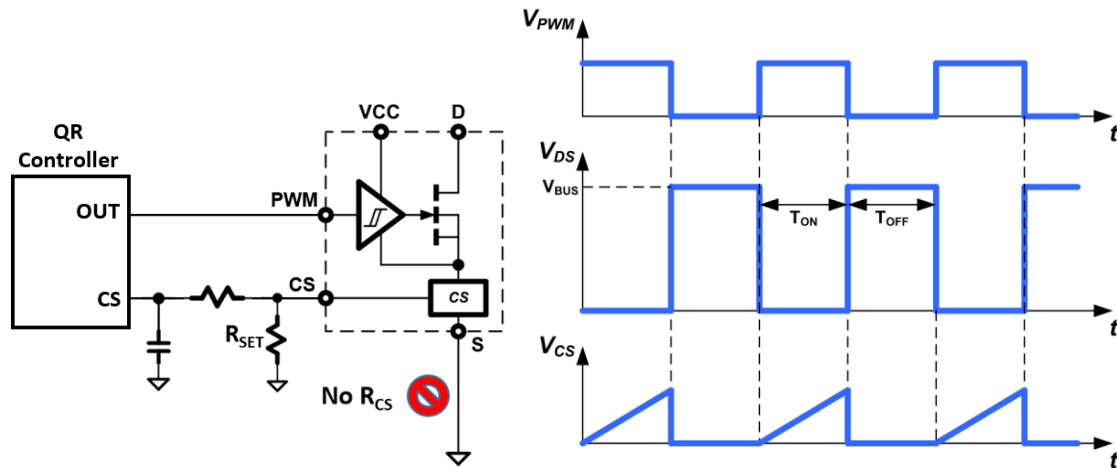 QR
Controller
OUT
CS
PWM
VCC
D
CS
CS
S
RSET
No RCS
VPWM
t
VDS
VBUS
TON
TOFF
t
VCS
t